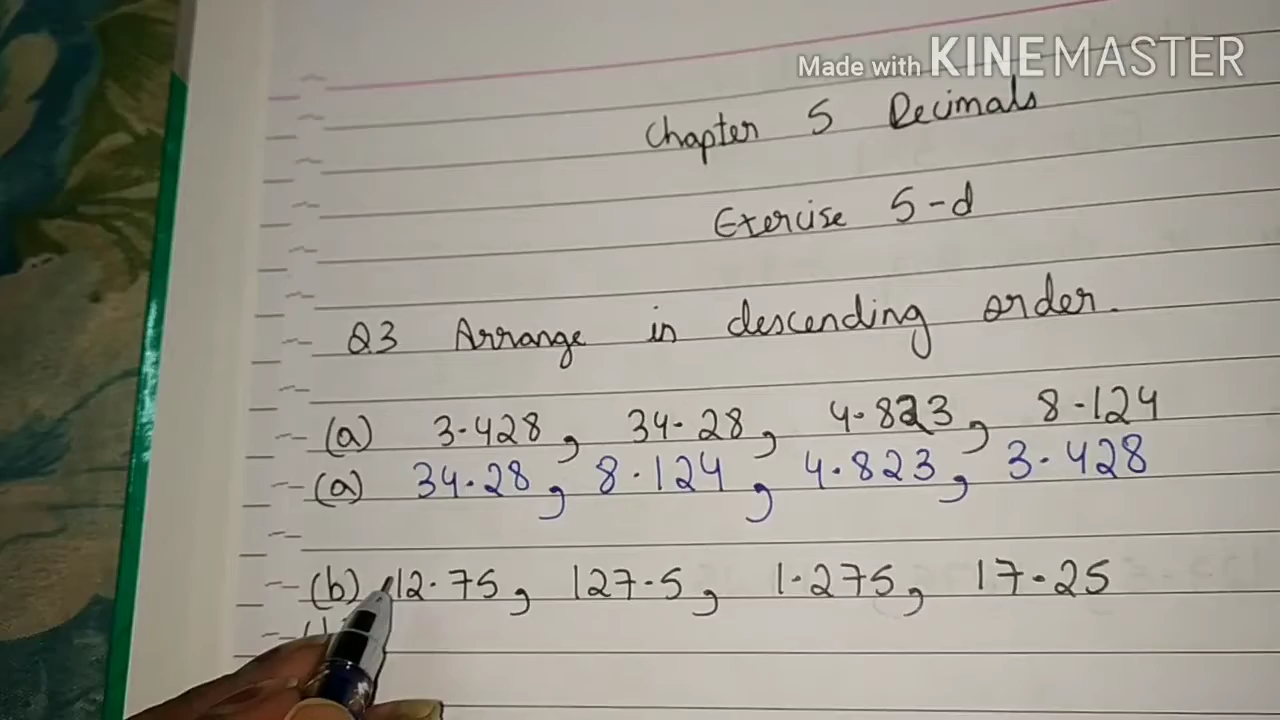 Made with KINEMASTER
Chapter 5 Decimals
Exercise 5-d
Q3 Arrange in descending order.
(a) 3.428, 34.28, 4.823, 8.124
(a) 34.28, 8.124, 4.823, 3.428
(b) 12.75, 127.5, 1.275, 17.25